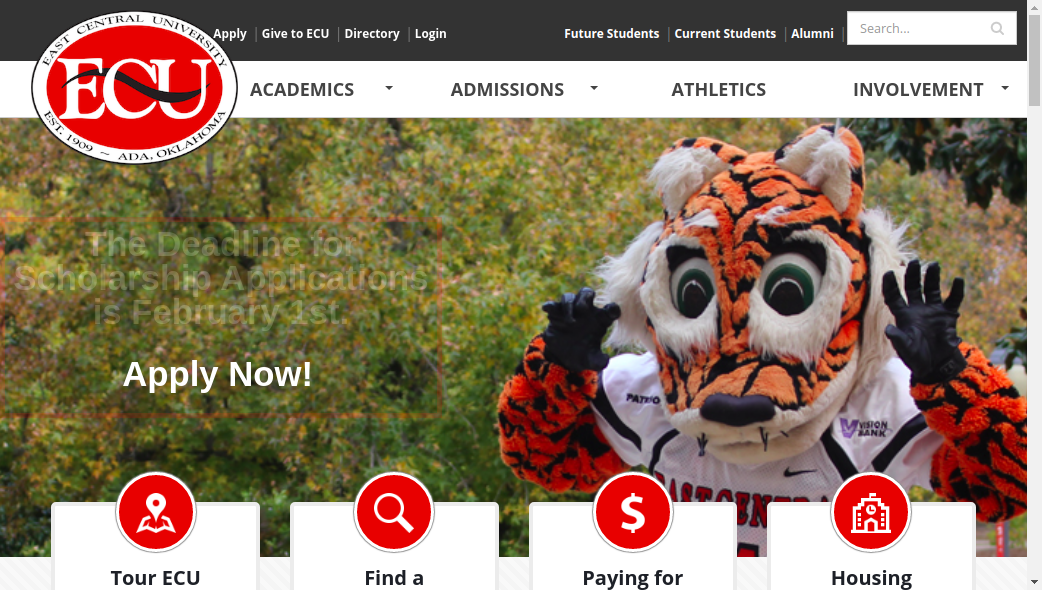 EAST CENTRAL UNIVERSITY
ECU
EST. 1909 ~ ADA, OKLAHOMA
Apply
Give to ECU
Directory
Login
Future Students
Current Students
Alumni
Search...
ACADEMICS
ADMISSIONS
ATHLETICS
INVOLVEMENT
The Deadline for
Scholarship Applications
is February 1st.
Apply Now!
PATRIO
VISION
BANK
EAST CENTRAL
Tour ECU
Find a
Paying for
Housing